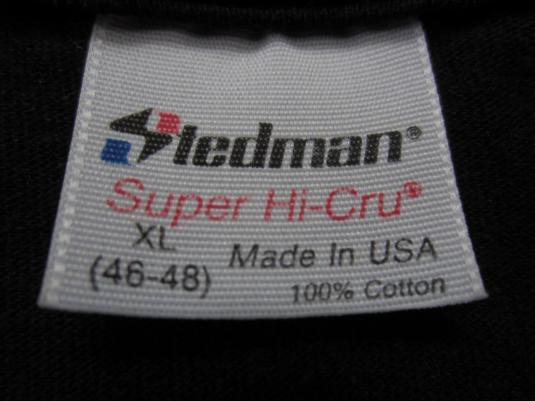 Stedman®
Super Hi-Cru®
XL
(46-48)
Made In USA
100% Cotton